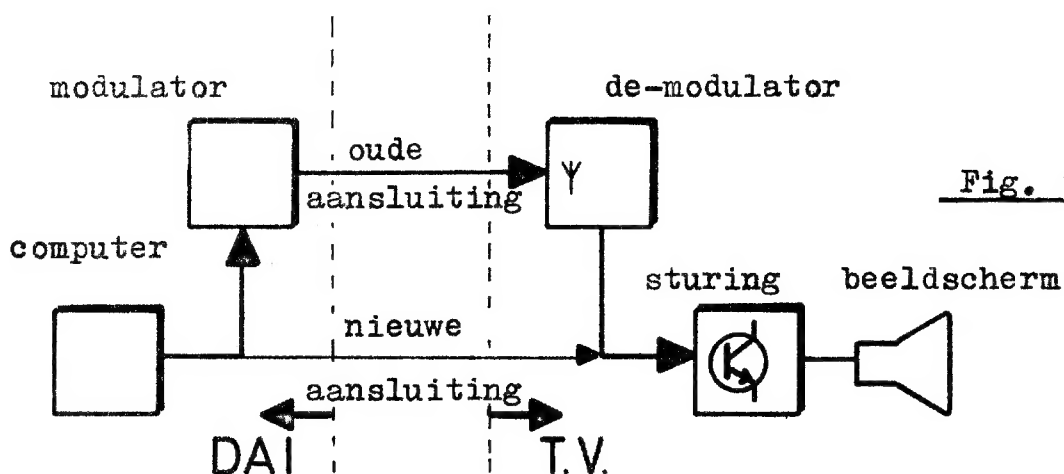 modulator
de-modulator
oude
aansluiting
Fig.
computer
sturing
beeldscherm
nieuwe
aansluiting
DAI
T.V.